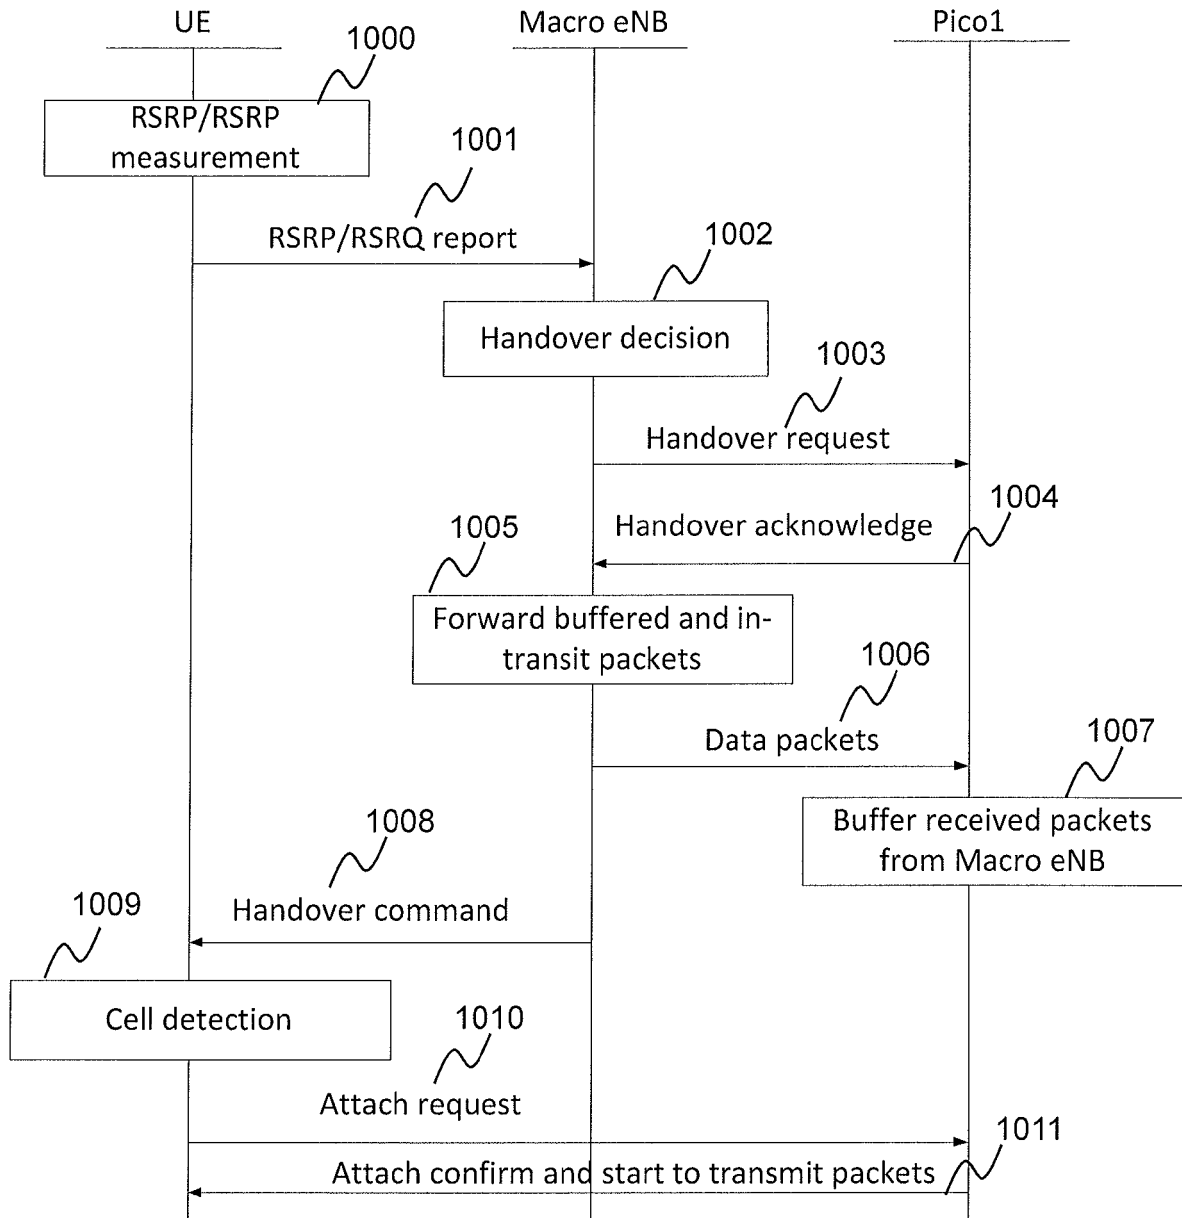 UE
Macro eNB
Pico1
1000
RSRP/RSRP
measurement
1001
RSRP/RSRQ report
1002
Handover decision
1003
Handover request
1004
Handover acknowledge
1005
Forward buffered and in-
transit packets
1006
Data packets
1007
Buffer received packets
from Macro eNB
1008
Handover command
1009
Cell detection
1010
Attach request
1011
Attach confirm and start to transmit packets